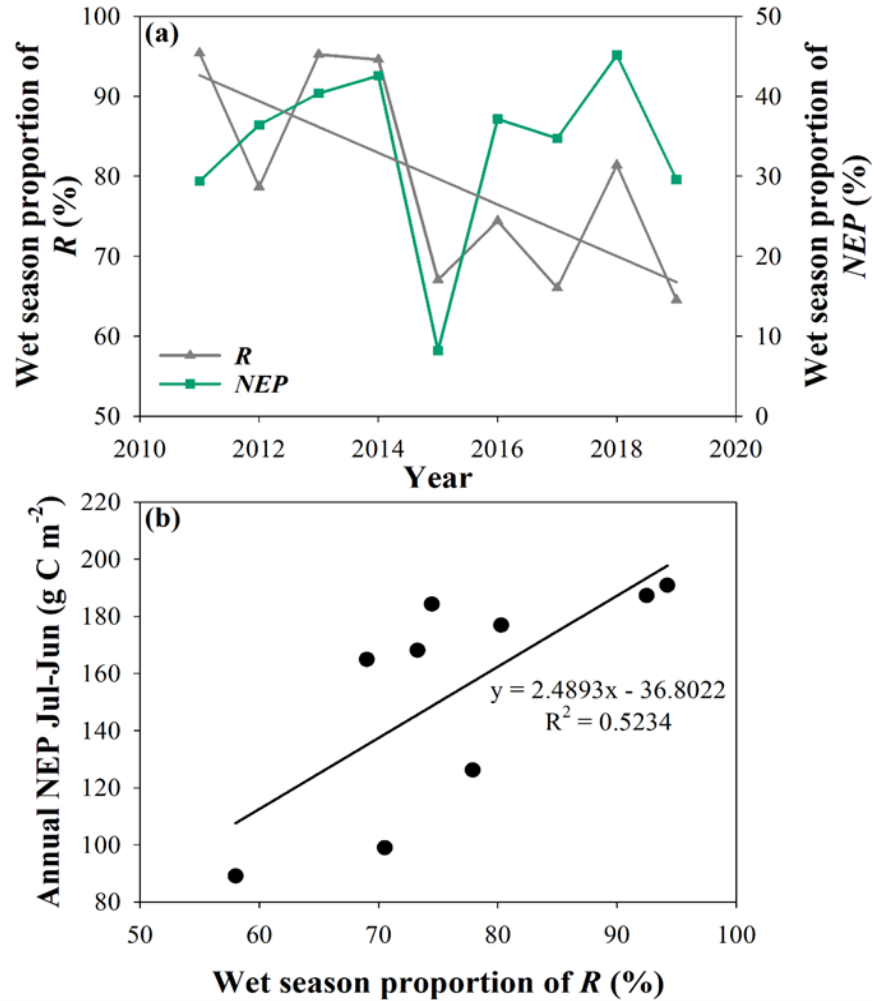 (a)
Wet season proportion of
R (%)
100
90
80
70
60
50
Wet season proportion of
NEP (%)
50
40
30
20
10
0
R
NEP
2010 2012 2014 2016 2018 2020
Year
(b)
Annual NEP Jul-Jun (g C m⁻²)
220
200
180
160
140
120
100
80
y = 2.4893x - 36.8022
R² = 0.5234
50 60 70 80 90 100
Wet season proportion of R (%)